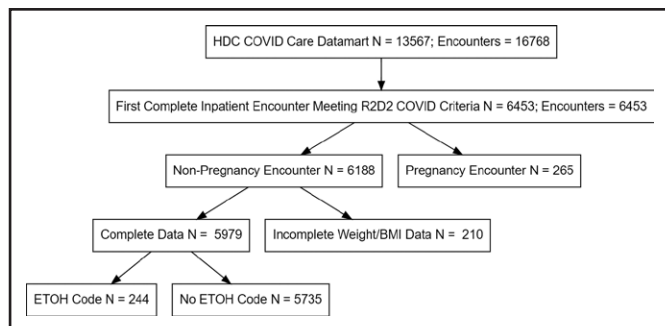 HDC COVID Care Datamart N = 13567; Encounters = 16768
First Complete Inpatient Encounter Meeting R2D2 COVID Criteria N = 6453; Encounters = 6453
Non-Pregnancy Encounter N = 6188
Pregnancy Encounter N = 265
Complete Data N = 5979
Incomplete Weight/BMI Data N = 210
ETOH Code N = 244
No ETOH Code N = 5735